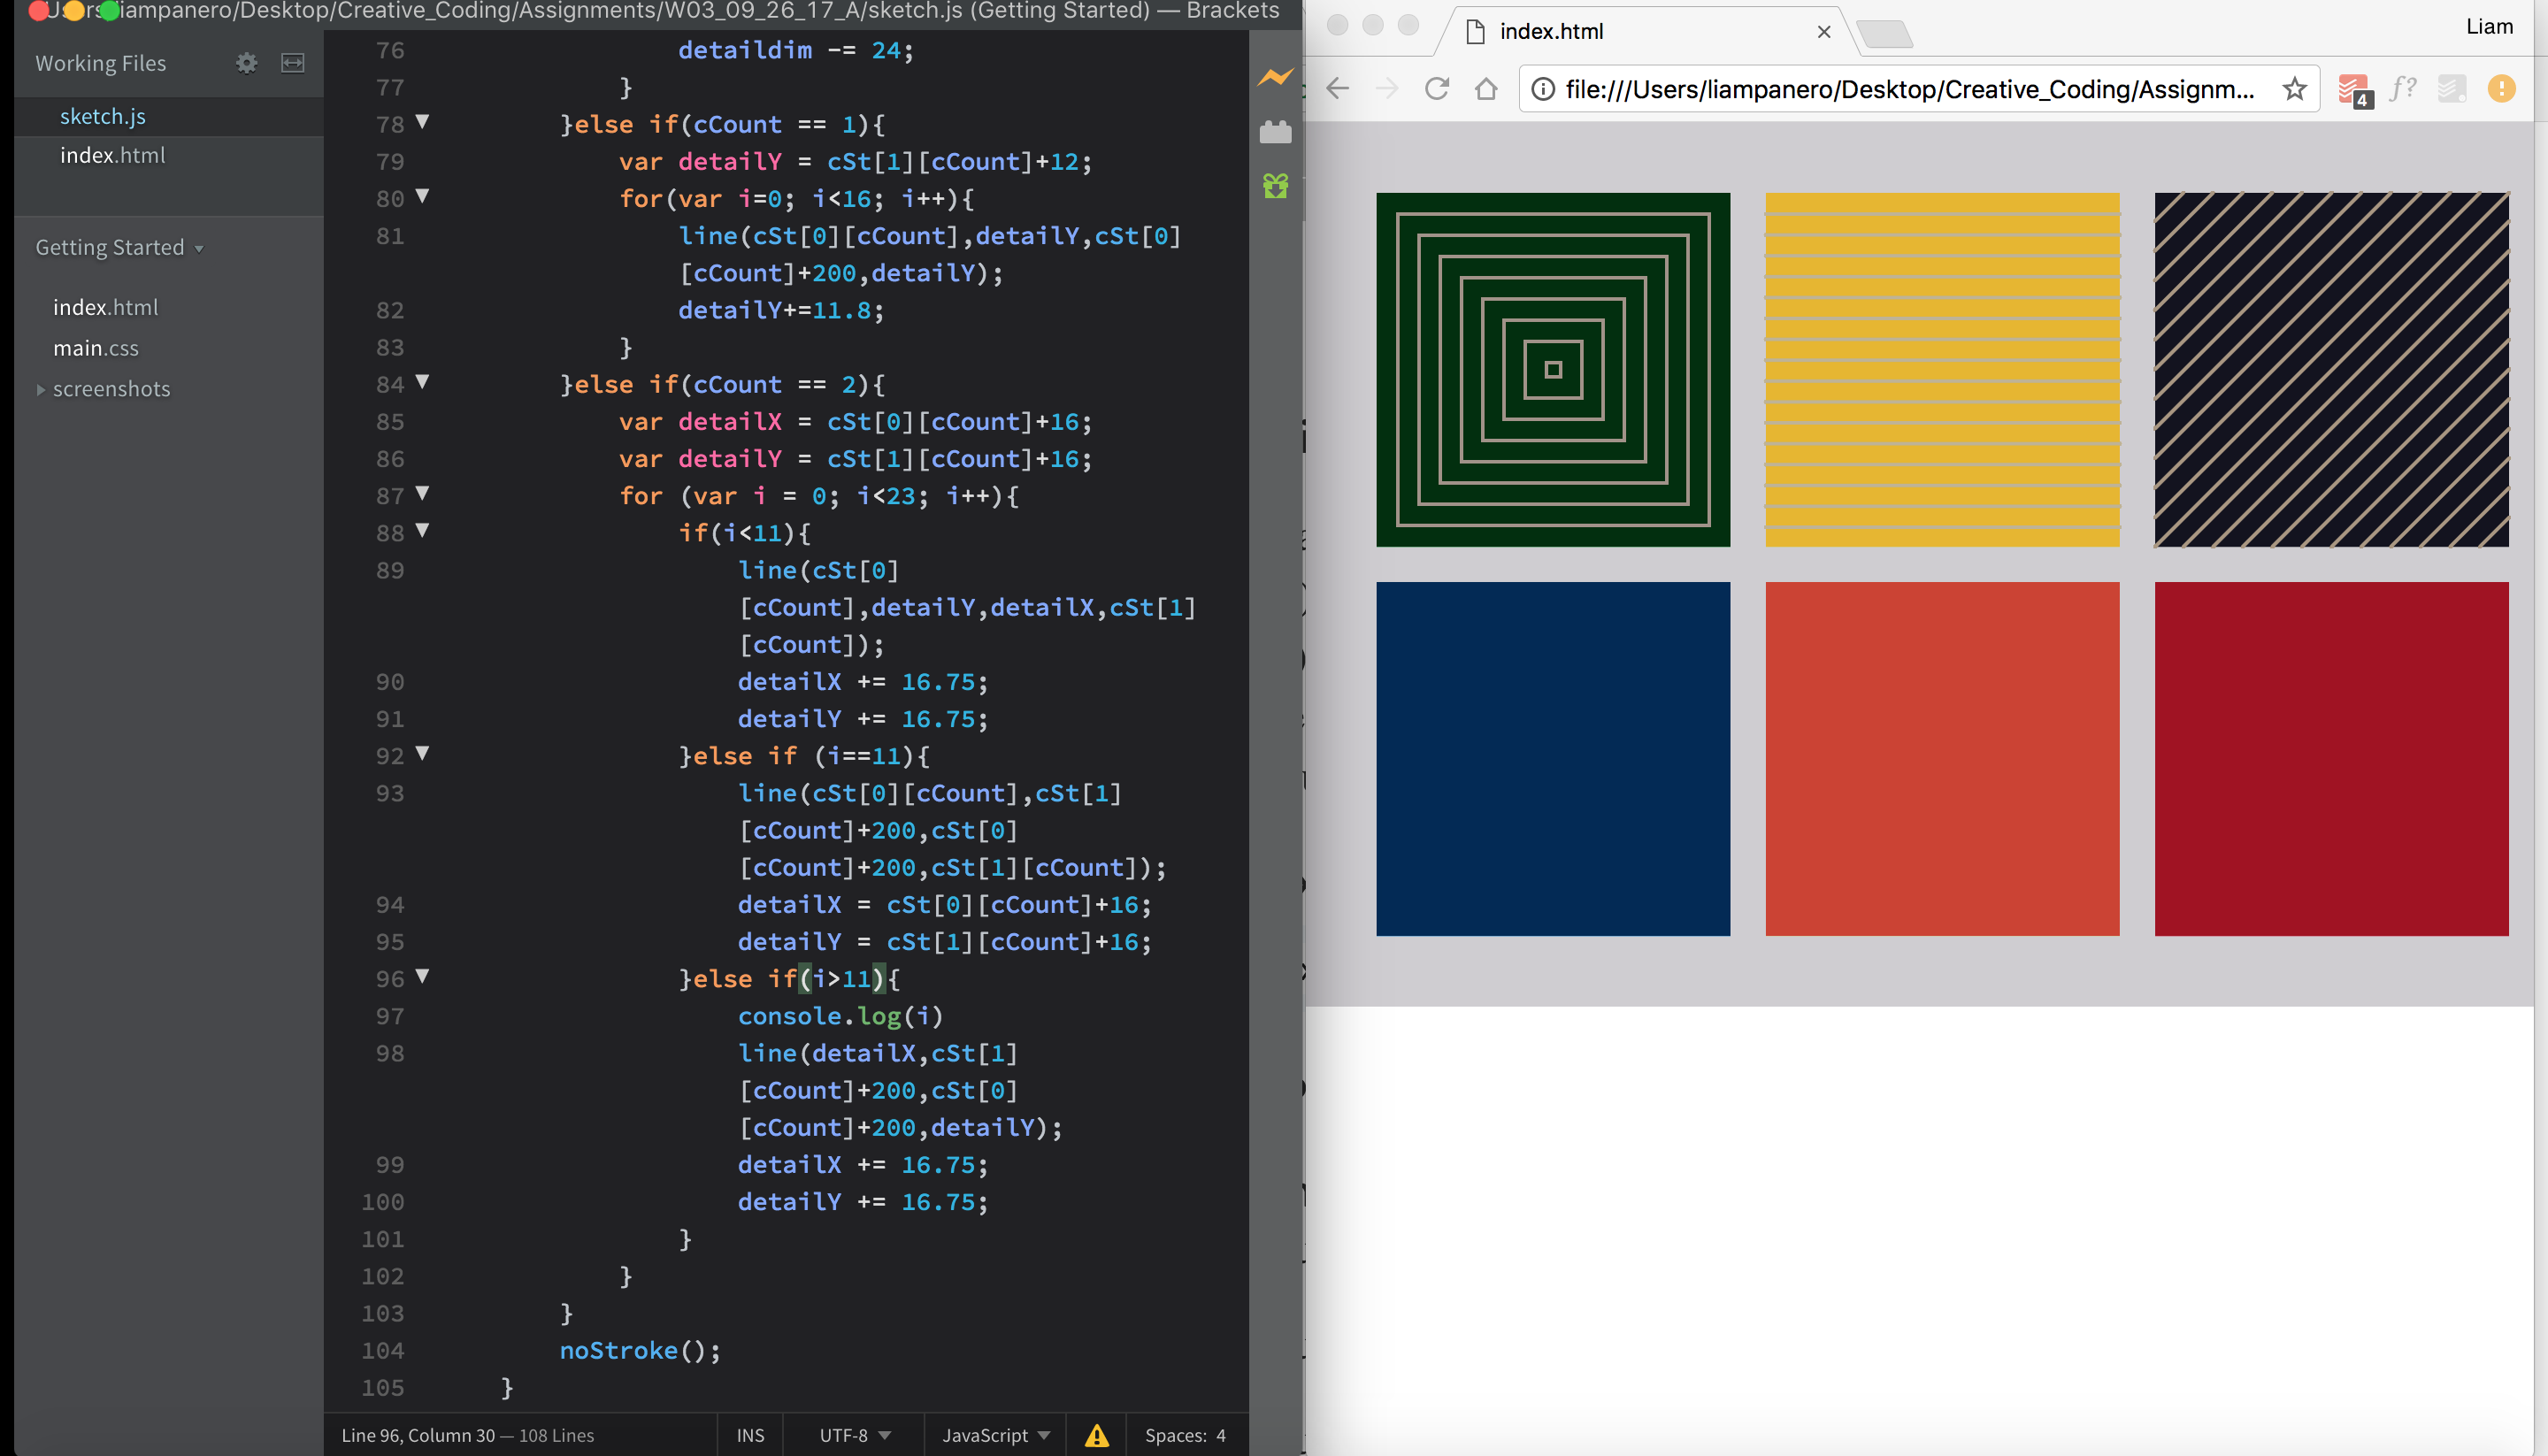 Users/liampanero/Desktop/Creative_Coding/Assignments/W03_09_26_17_A/sketch.js (Getting Started) — Brackets
Working Files
sketch.js
index.html
Getting Started
index.html
main.css
screenshots
76 detaildim -= 24;
77 }
78 }else if(cCount == 1){
79 var detailY = cSt[1][cCount]+12;
80 for(var i=0; i<16; i++){
81 line(cSt[0][cCount],detailY,cSt[0]
[cCount]+200,detailY);
82 detailY+=11.8;
83 }
84 }else if(cCount == 2){
85 var detailX = cSt[0][cCount]+16;
86 var detailY = cSt[1][cCount]+16;
87 for (var i = 0; i<23; i++){
88 if(i<11){
89 line(cSt[0]
[cCount],detailY,detailX,cSt[1]
[cCount]);
90 detailX += 16.75;
91 detailY += 16.75;
92 }else if (i==11){
93 line(cSt[0][cCount],cSt[1]
[cCount]+200,cSt[0]
[cCount]+200,cSt[1][cCount]);
94 detailX = cSt[0][cCount]+16;
95 detailY = cSt[1][cCount]+16;
96 }else if(i>11){
97 console.log(i)
98 line(detailX,cSt[1]
[cCount]+200,cSt[0]
[cCount]+200,detailY);
99 detailX += 16.75;
100 detailY += 16.75;
101 }
102 }
103 }
104 noStroke();
105 }
Line 96, Column 30 — 108 Lines
INS
UTF-8
JavaScript
Spaces: 4
index.html
Liam
file:///Users/liampanero/Desktop/Creative_Coding/Assignm...
4
f?